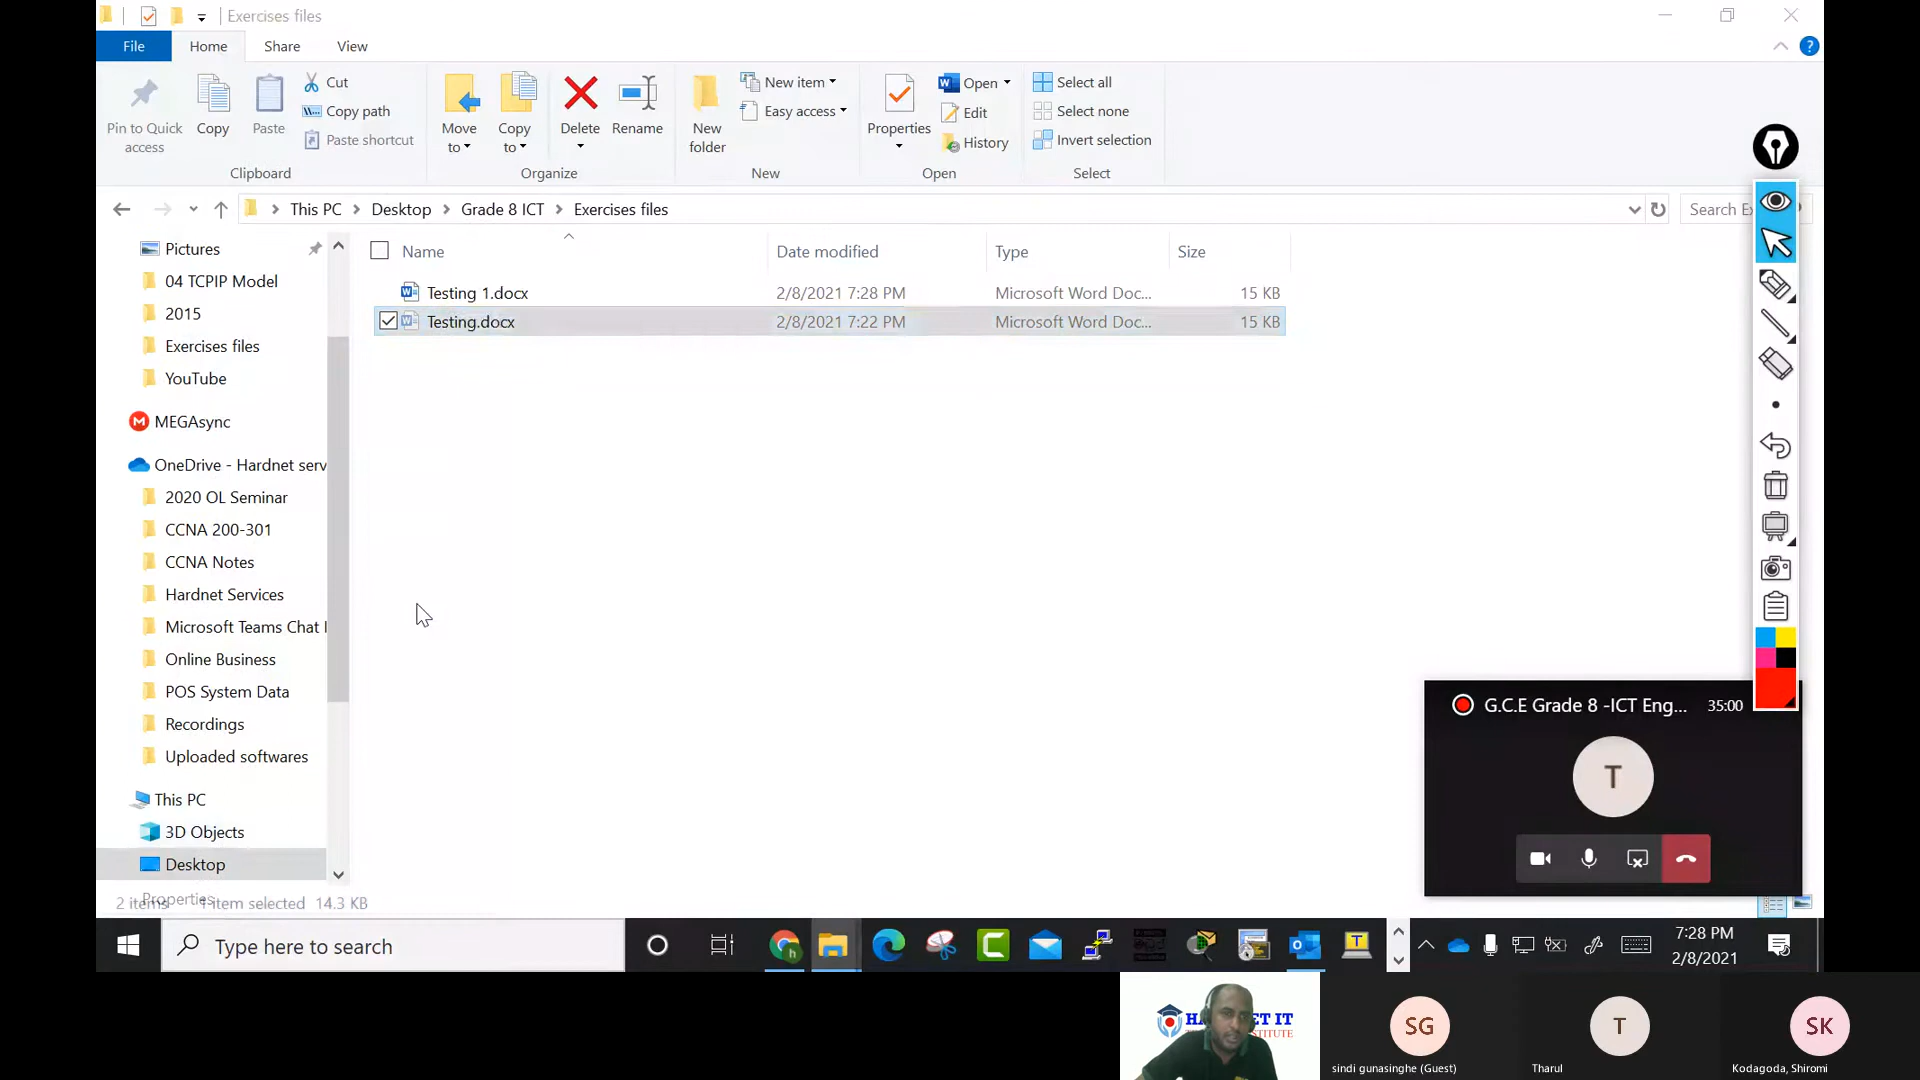 Exercises files
File Home Share View
Pin to Quick access
Copy
Paste
Cut
Copy path
Paste shortcut
Clipboard
Move to
Copy to
Delete
Rename
Organize
New folder
New item
Easy access
New
Properties
Open
Edit
History
Open
Select all
Select none
Invert selection
Select
This PC Desktop Grade 8 ICT Exercises files
Search
Name Date modified Type Size
Testing 1.docx 2/8/2021 7:28 PM Microsoft Word Doc... 15 KB
Testing.docx 2/8/2021 7:22 PM Microsoft Word Doc... 15 KB
Pictures
04 TCPIP Model
2015
Exercises files
YouTube
MEGAsync
OneDrive - Hardnet serv
2020 OL Seminar
CCNA 200-301
CCNA Notes
Hardnet Services
Microsoft Teams Chat
Online Business
POS System Data
Recordings
Uploaded softwares
This PC
3D Objects
Desktop
Properties
2 items 1 item selected 14.3 KB
G.C.E Grade 8 -ICT Eng... 35:00
T
Type here to search
7:28 PM
2/8/2021
SG
T
SK
sindi gunasinghe (Guest)
Tharul
Kodagoda, Shiromi